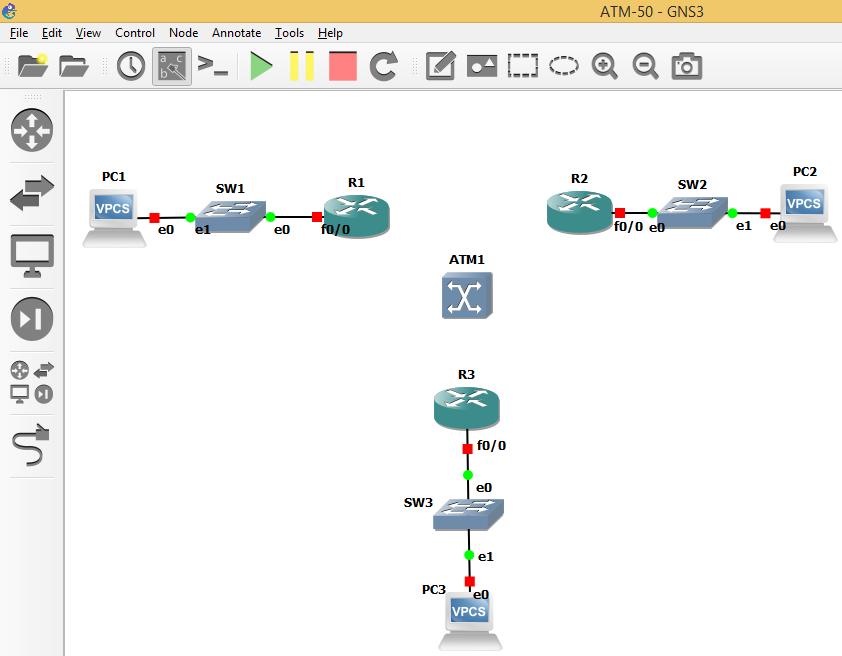 ATM-50 - GNS3
File Edit View Control Node Annotate Tools Help
a c
b
PC1
VPCS
e0
SW1
e1
e0
R1
f0/0
R2
f0/0
SW2
e0
e1
PC2
VPCS
e0
ATM1
R3
f0/0
e0
SW3
e1
PC3
e0
VPCS